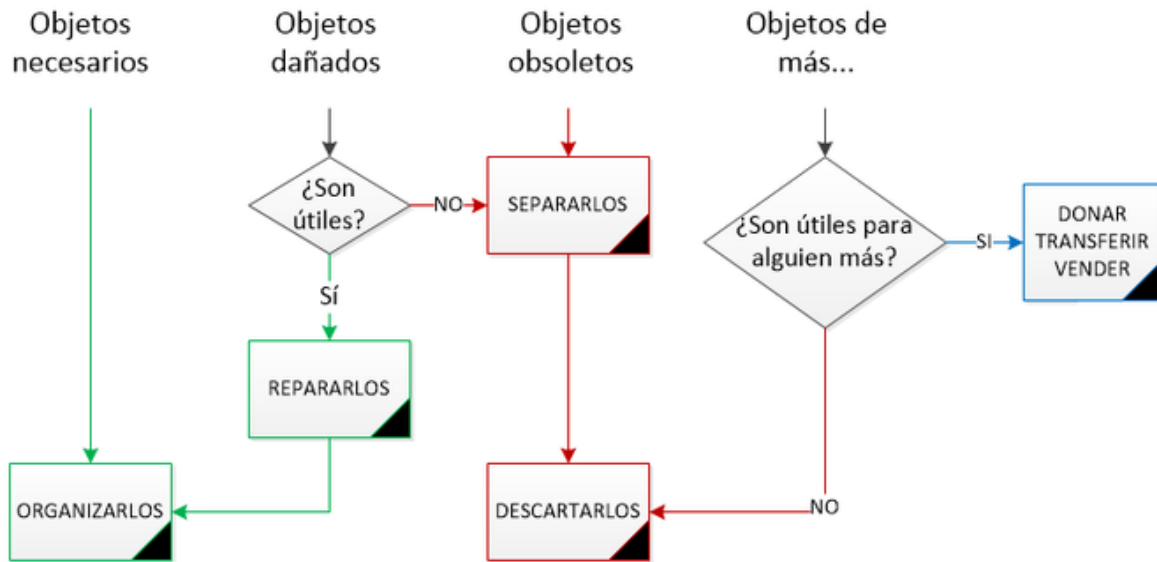 Objetos
necesarios
Objetos
dañados
Objetos
obsoletos
Objetos de
más...
¿Son
útiles?
NO
SEPARARLOS
¿Son útiles para
alguien más?
SI
DONAR
TRANSFERIR
VENDER
Sí
REPARARLOS
ORGANIZARLOS
DESCARTARLOS
NO